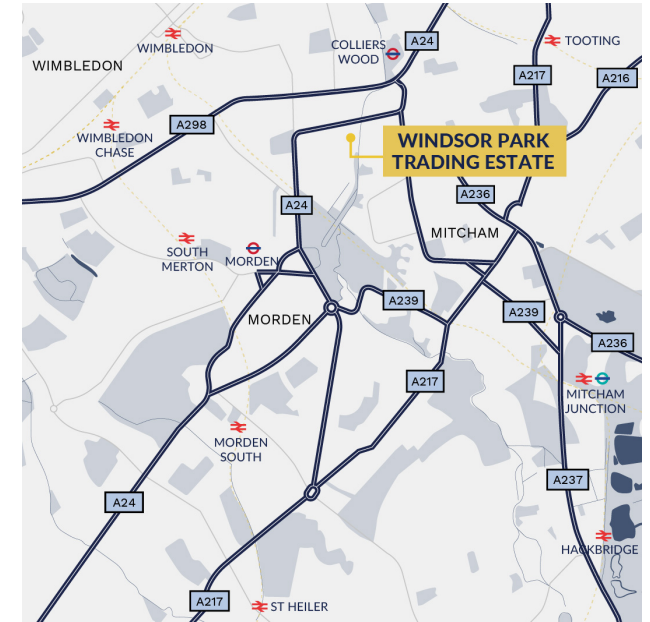 A24
WIMBLEDON
COLLIERS
WOOD
TOOTING
WIMBLEDON
A217
A216
A298
WIMBLEDON
CHASE
WINDSOR PARK
TRADING ESTATE
A236
A24
MITCHAM
SOUTH
MERTON
MORDEN
A239
A239
MORDEN
A236
A217
MITCHAM
JUNCTION
MORDEN
SOUTH
A237
A24
HACKBRIDGE
A217
ST HEILER